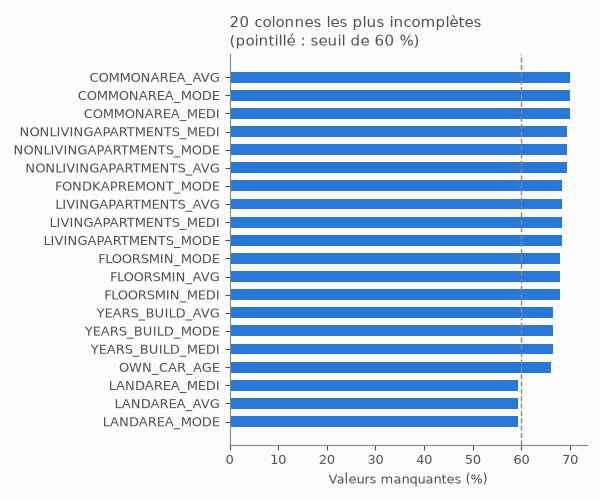 20 colonnes les plus incomplètes
(pointillé : seuil de 60 %)
COMMONAREA_AVG
COMMONAREA_MODE
COMMONAREA_MEDI
NONLIVINGAPARTMENTS_MEDI
NONLIVINGAPARTMENTS_MODE
NONLIVINGAPARTMENTS_AVG
FONDKAPREMONT_MODE
LIVINGAPARTMENTS_AVG
LIVINGAPARTMENTS_MEDI
LIVINGAPARTMENTS_MODE
FLOORSMIN_MODE
FLOORSMIN_AVG
FLOORSMIN_MEDI
YEARS_BUILD_AVG
YEARS_BUILD_MODE
YEARS_BUILD_MEDI
OWN_CAR_AGE
LANDAREA_MEDI
LANDAREA_AVG
LANDAREA_MODE
0 10 20 30 40 50 60 70
Valeurs manquantes (%)